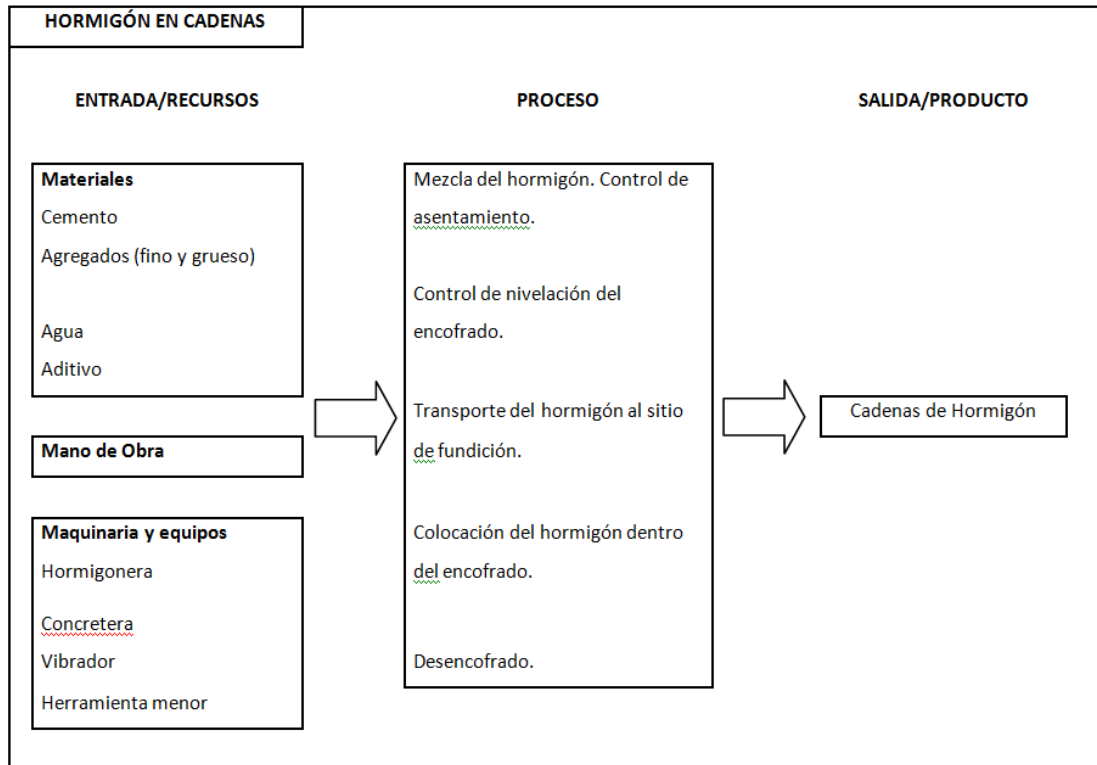 HORMIGÓN EN CADENAS
ENTRADA/RECURSOS
PROCESO
SALIDA/PRODUCTO
Materiales
Cemento
Agregados (fino y grueso)
Agua
Aditivo
Mano de Obra
Maquinaria y equipos
Hormigonera
Concretera
Vibrador
Herramienta menor
Mezcla del hormigón. Control de
asentamiento.
Control de nivelación del
encofrado.
Transporte del hormigón al sitio
de fundición.
Colocación del hormigón dentro
del encofrado.
Desencofrado.
Cadenas de Hormigón